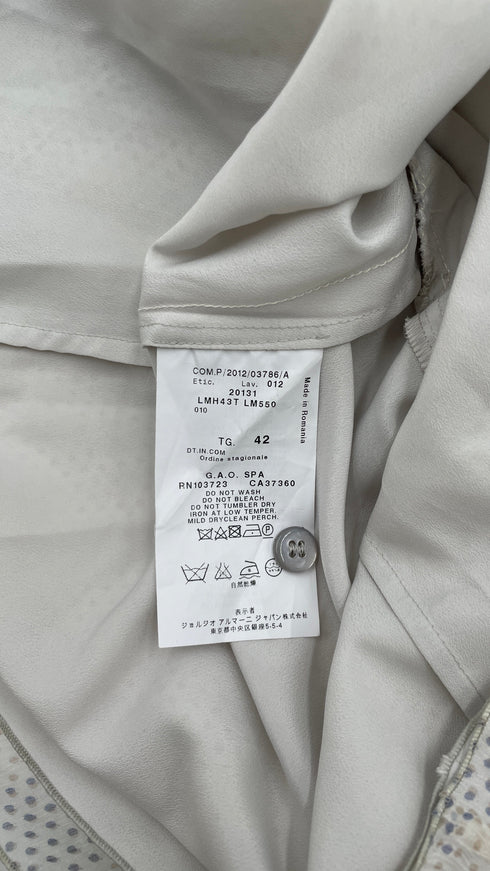 COM.P/2012/03786/A
Etic. Lav. 012
20131
LMH43T LM550
010
Made in Romania
TG. 42
DT.IN.COM
Ordine stagionale
G.A.O. SPA
RN103723 CA37360
DO NOT WASH
DO NOT BLEACH
DO NOT TUMBLER DRY
IRON AT LOW TEMPER.
MILD DRYCLEAN PERCH.
P
自然乾燥
表示者
ジョルジオ アルマーニ ジャパン株式会社
東京都中央区銀座5-5-4